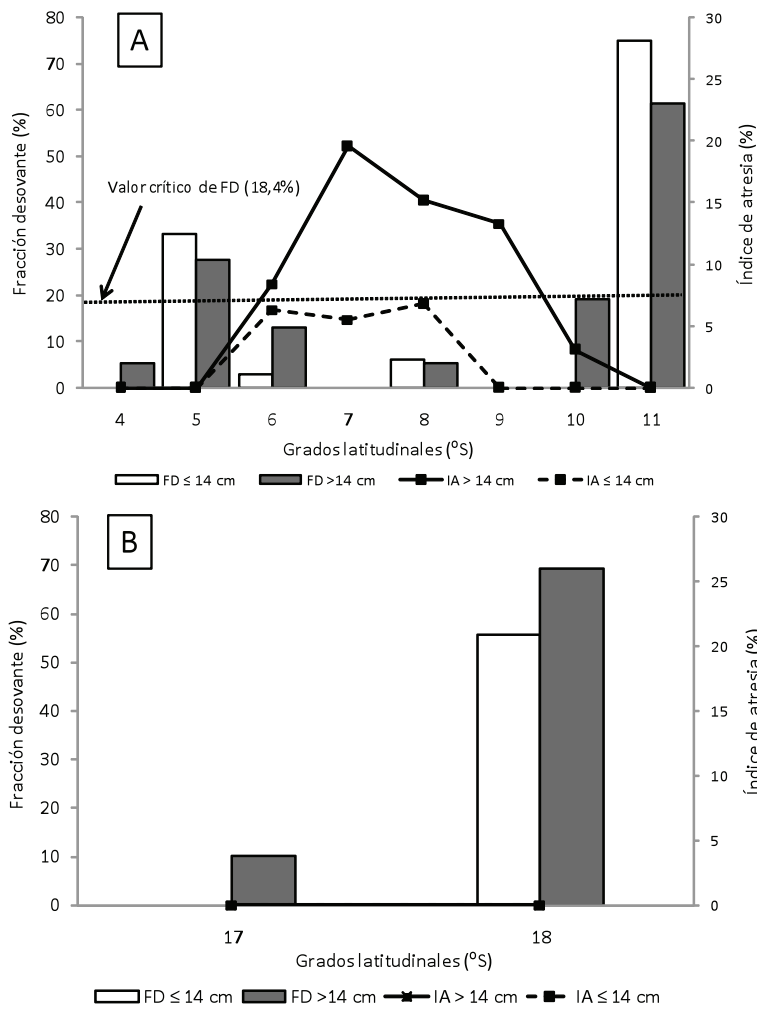 A
Fracción desovante (%)
80
70
60
50
40
30
20
10
0
Valor crítico de FD (18,4%)
30
25
20
15
10
5
0
Índice de atresia (%)
4 5 6 7 8 9 10 11
Grados latitudinales (⁰S)
FD ≤ 14 cm FD >14 cm IA > 14 cm IA ≤ 14 cm
B
Fracción desovante (%)
80
70
60
50
40
30
20
10
0
30
25
20
15
10
5
0
Índice de atresia (%)
17 18
Grados latitudinales (⁰S)
FD ≤ 14 cm FD >14 cm IA > 14 cm IA ≤ 14 cm